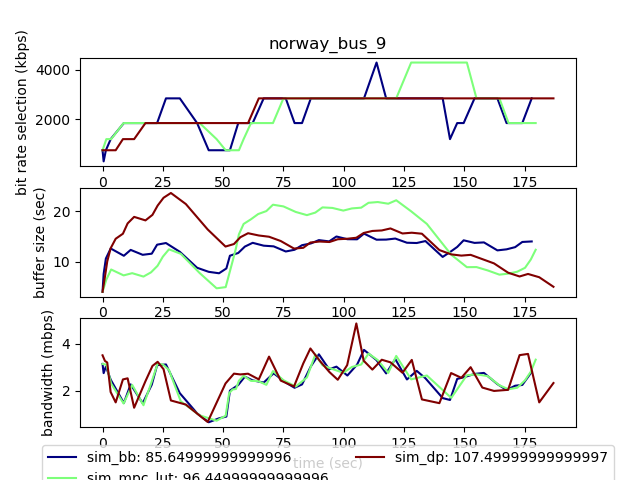 norway_bus_9
bit rate selection (kbps)
4000
2000
0 25 50 75 100 125 150 175
buffer size (sec)
20
10
0 25 50 75 100 125 150 175
bandwidth (mbps)
4
2
0 25 50 75 100 125 150 175
time (sec)
sim_bb: 85.64999999999996
sim_dp: 107.49999999999997
sim_mpc_lut: 96.44999999999996